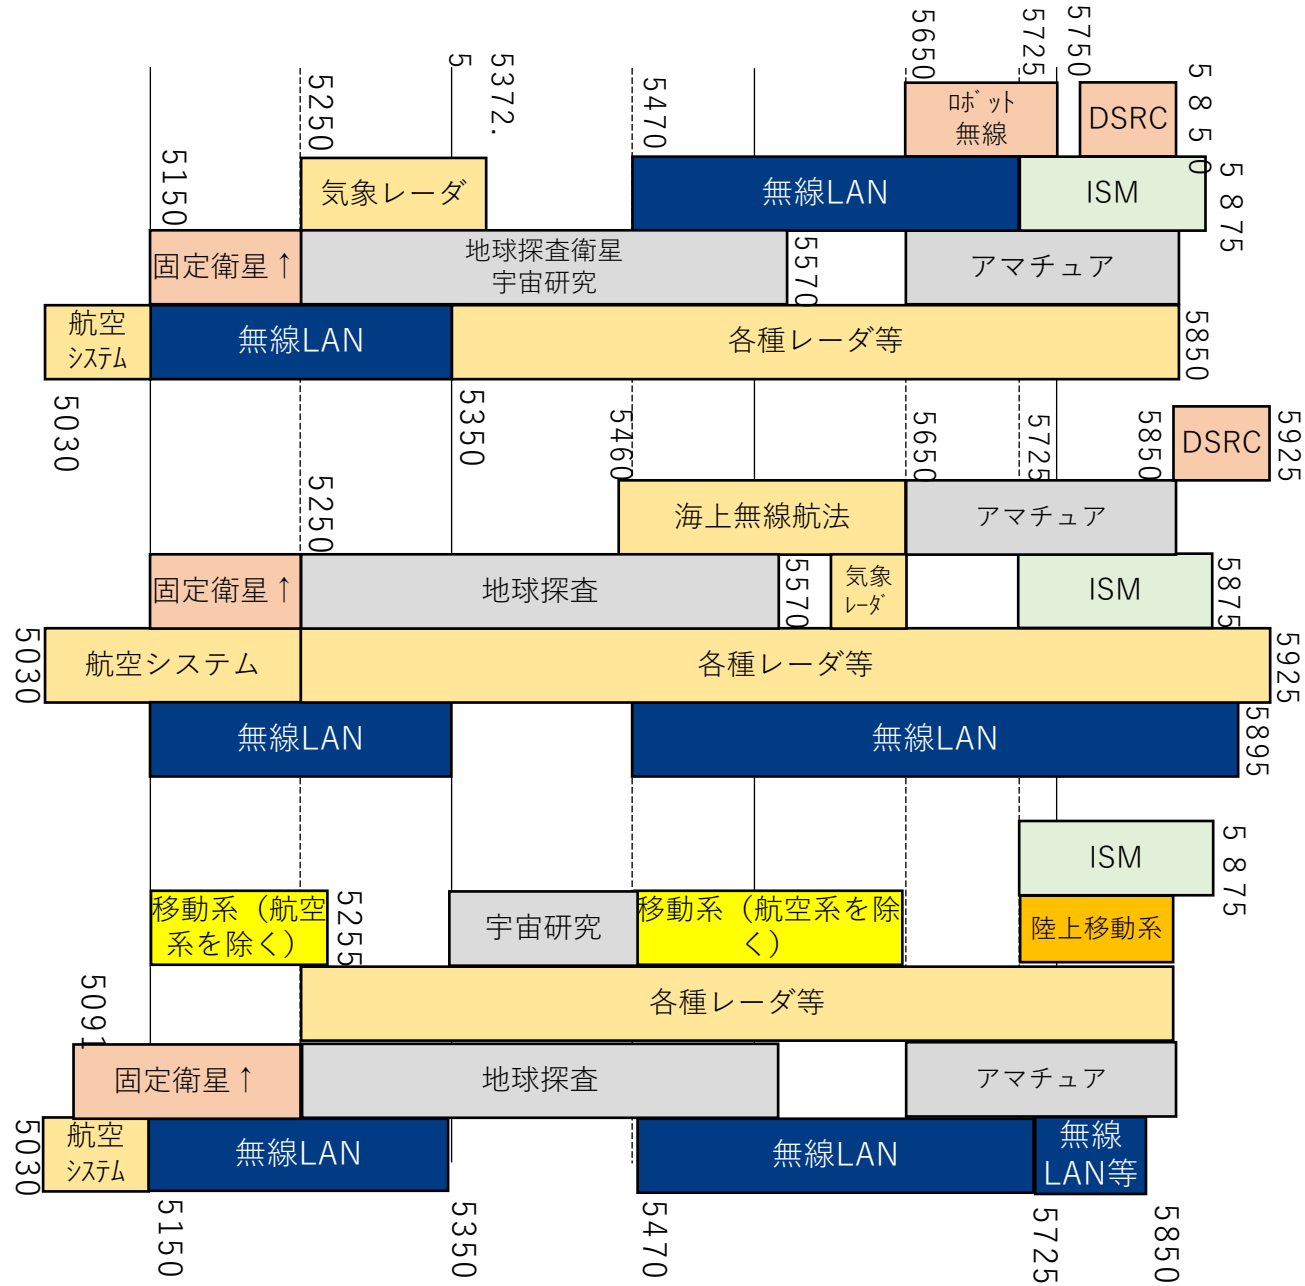 5650
5725
5750
5850
5372.
5
5250
5470
5150
ﾛﾎﾞｯﾄ
無線
DSRC
気象レーダ
無線LAN
ISM
5875
固定衛星↑
地球探査衛星
宇宙研究
5570
アマチュア
航空
ｼｽﾃﾑ
無線LAN
各種レーダ等
5850
5030
5350
5460
5650
5725
5850
DSRC
5925
5250
海上無線航法
アマチュア
固定衛星↑
地球探査
5570
気象
ﾚｰﾀﾞ
ISM
5875
5030
航空システム
各種レーダ等
5925
無線LAN
無線LAN
5895
ISM
5875
移動系（航空
系を除く）
5255
宇宙研究
移動系（航空系を除
く）
陸上移動系
各種レーダ等
5091
固定衛星↑
地球探査
アマチュア
5030
航空
ｼｽﾃﾑ
無線LAN
無線LAN
無線
LAN等
5150
5350
5470
5725
5850